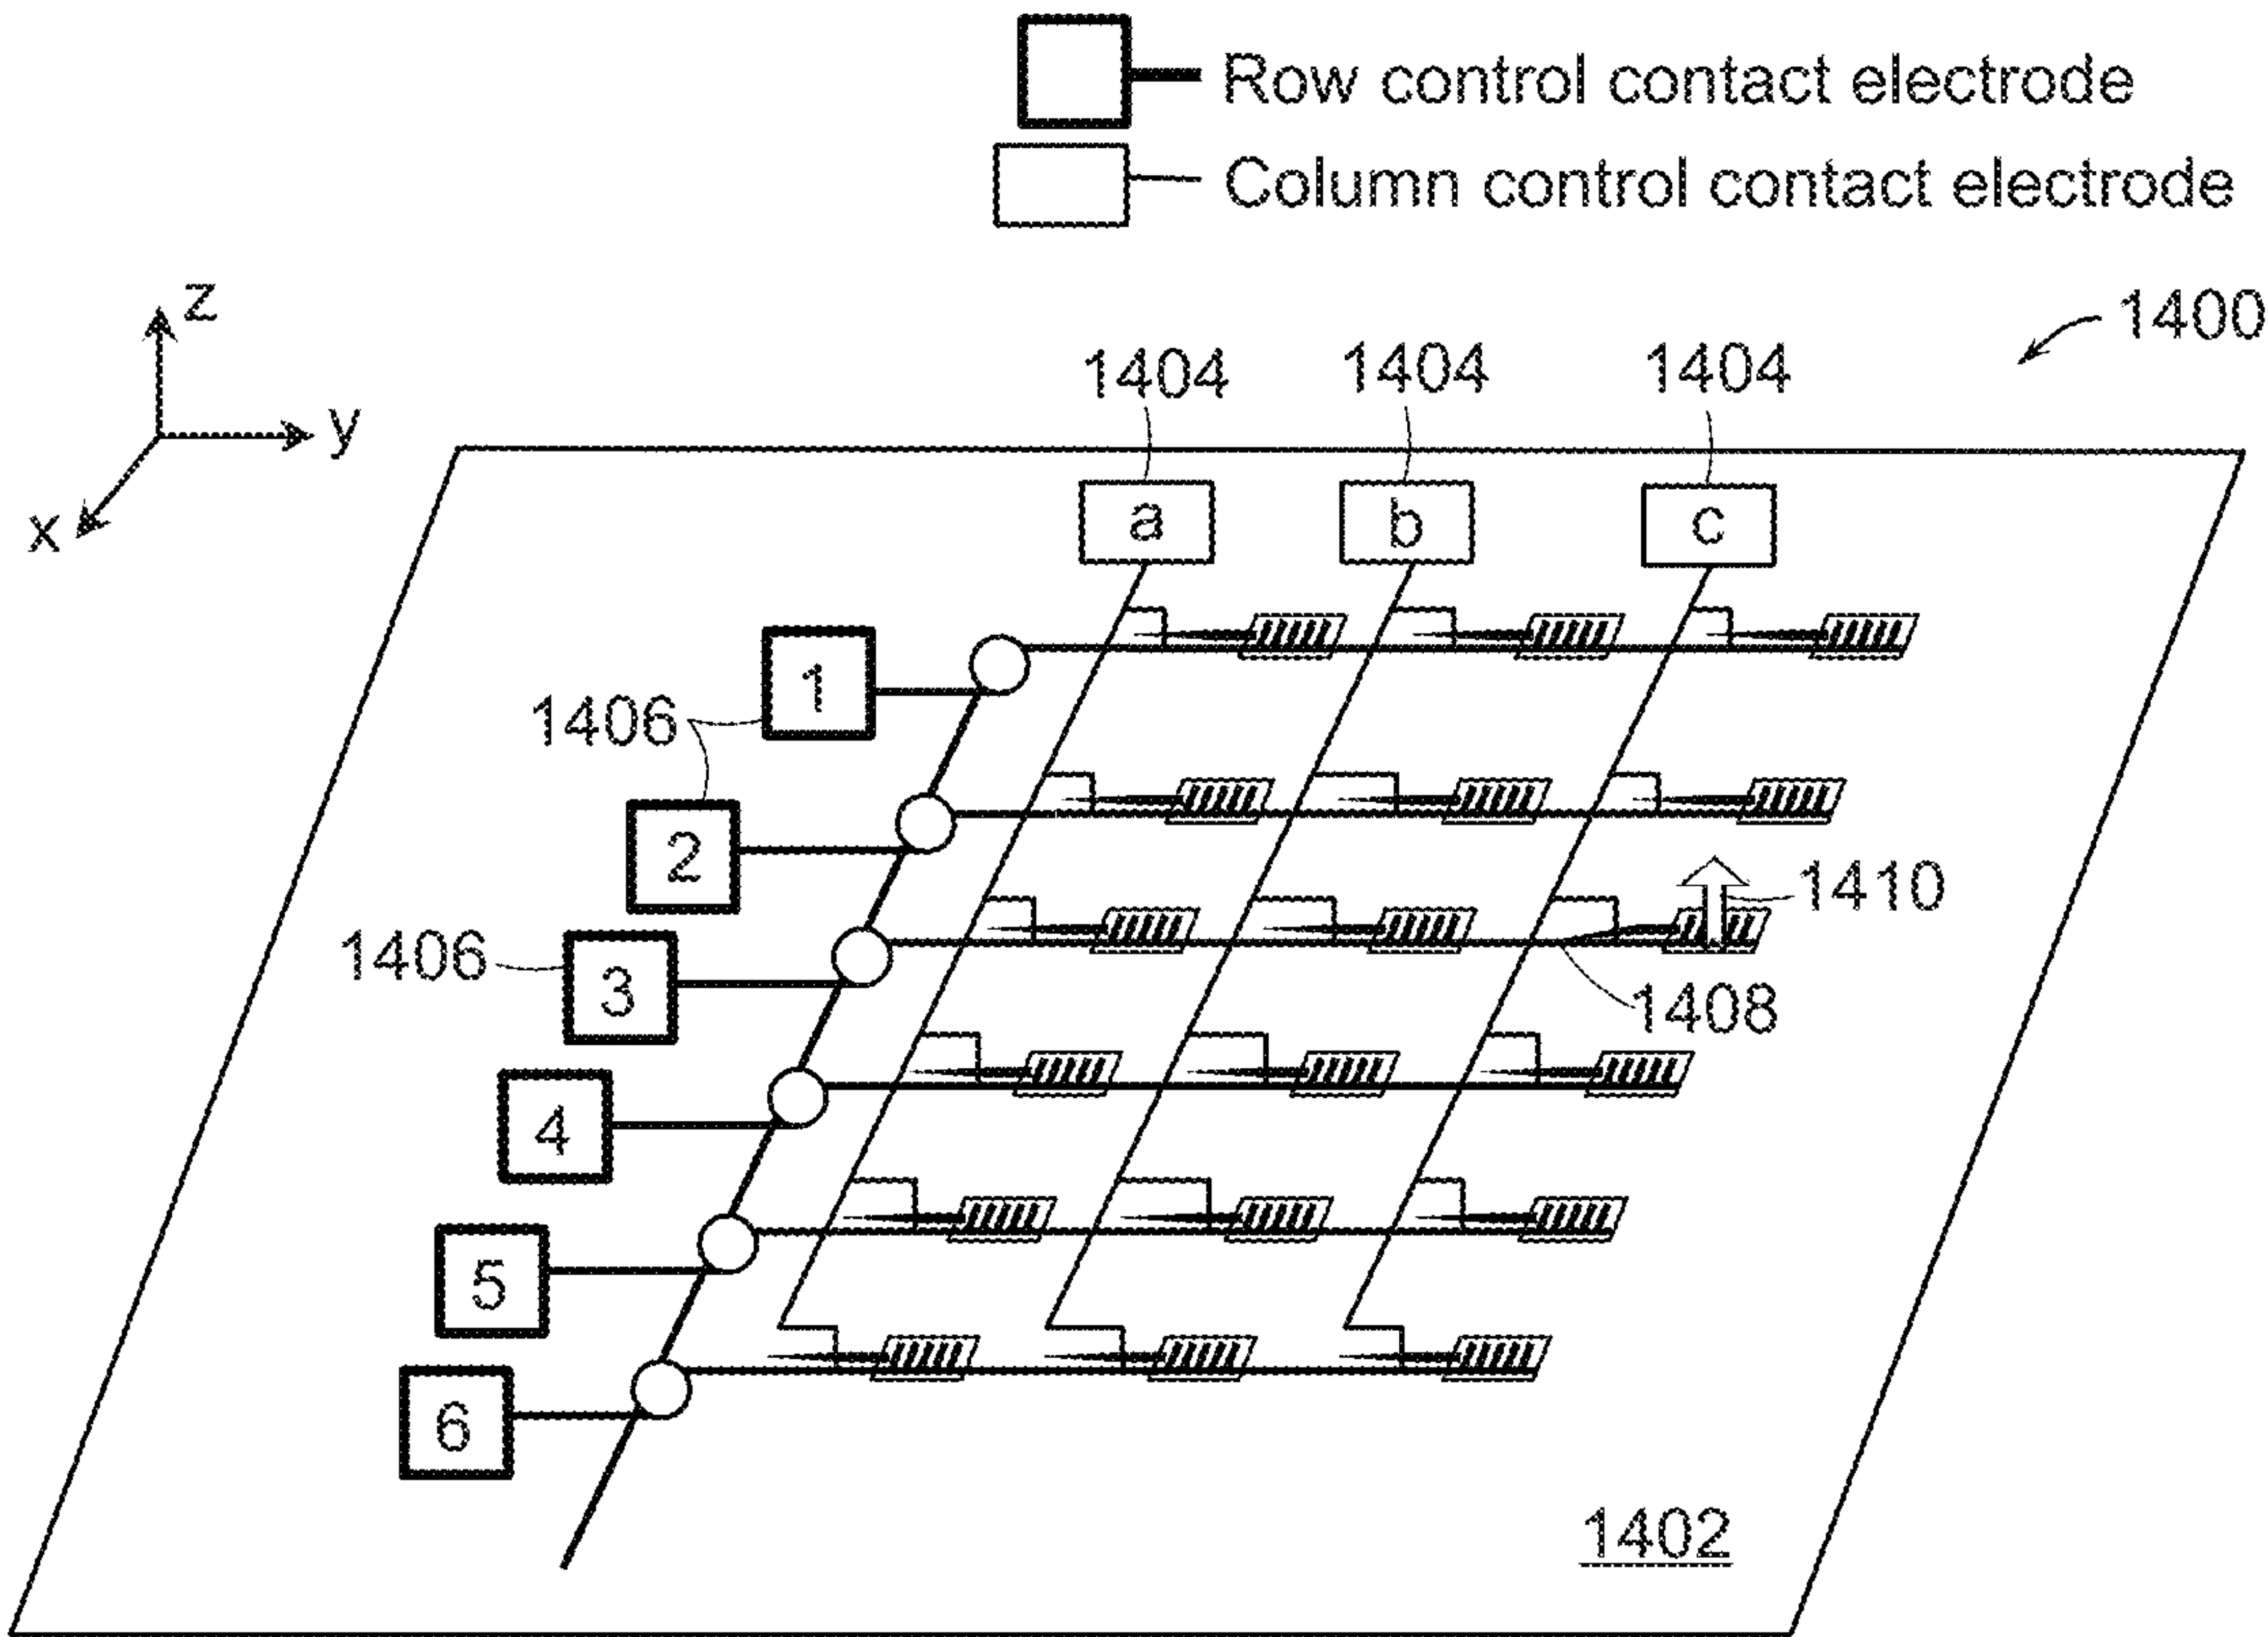 Row control contact electrode
Column control contact electrode
z
1400
1404 1404 1404
y
x
a b c
1
1406
2
1410
1406
3
1408
4
5
6
1402